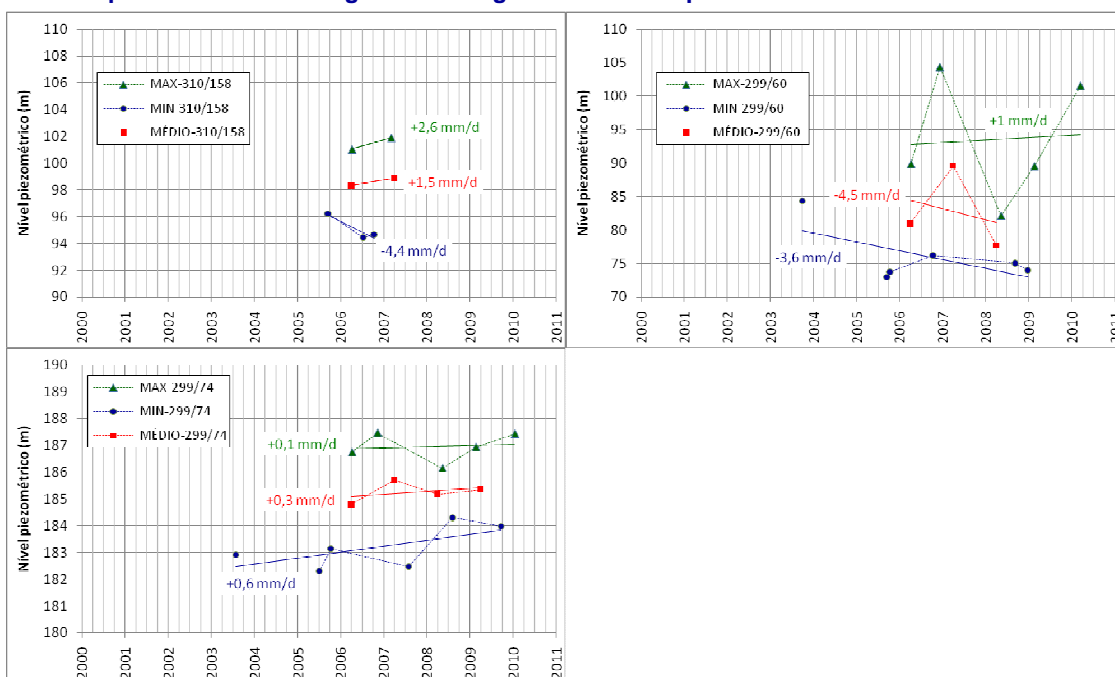 110
108
106
104
102
100
98
96
94
92
90
Nível piezométrico (m)
MAX-310/158
MIN 310/158
MÉDIO-310/158
+2,6 mm/d
+1,5 mm/d
-4,4 mm/d
2000 2001 2002 2003 2004 2005 2006 2007 2008 2009 2010 2011
110
105
100
95
90
85
80
75
70
Nível piezométrico (m)
MAX-299/60
MIN 299/60
MÉDIO-299/60
+1 mm/d
-4,5 mm/d
-3,6 mm/d
2000 2001 2002 2003 2004 2005 2006 2007 2008 2009 2010 2011
190
189
188
187
186
185
184
183
182
181
180
Nível piezométrico (m)
MAX 299/74
MIN-299/74
MÉDIO-299/74
+0,1 mm/d
+0,3 mm/d
+0,6 mm/d
2000 2001 2002 2003 2004 2005 2006 2007 2008 2009 2010 2011